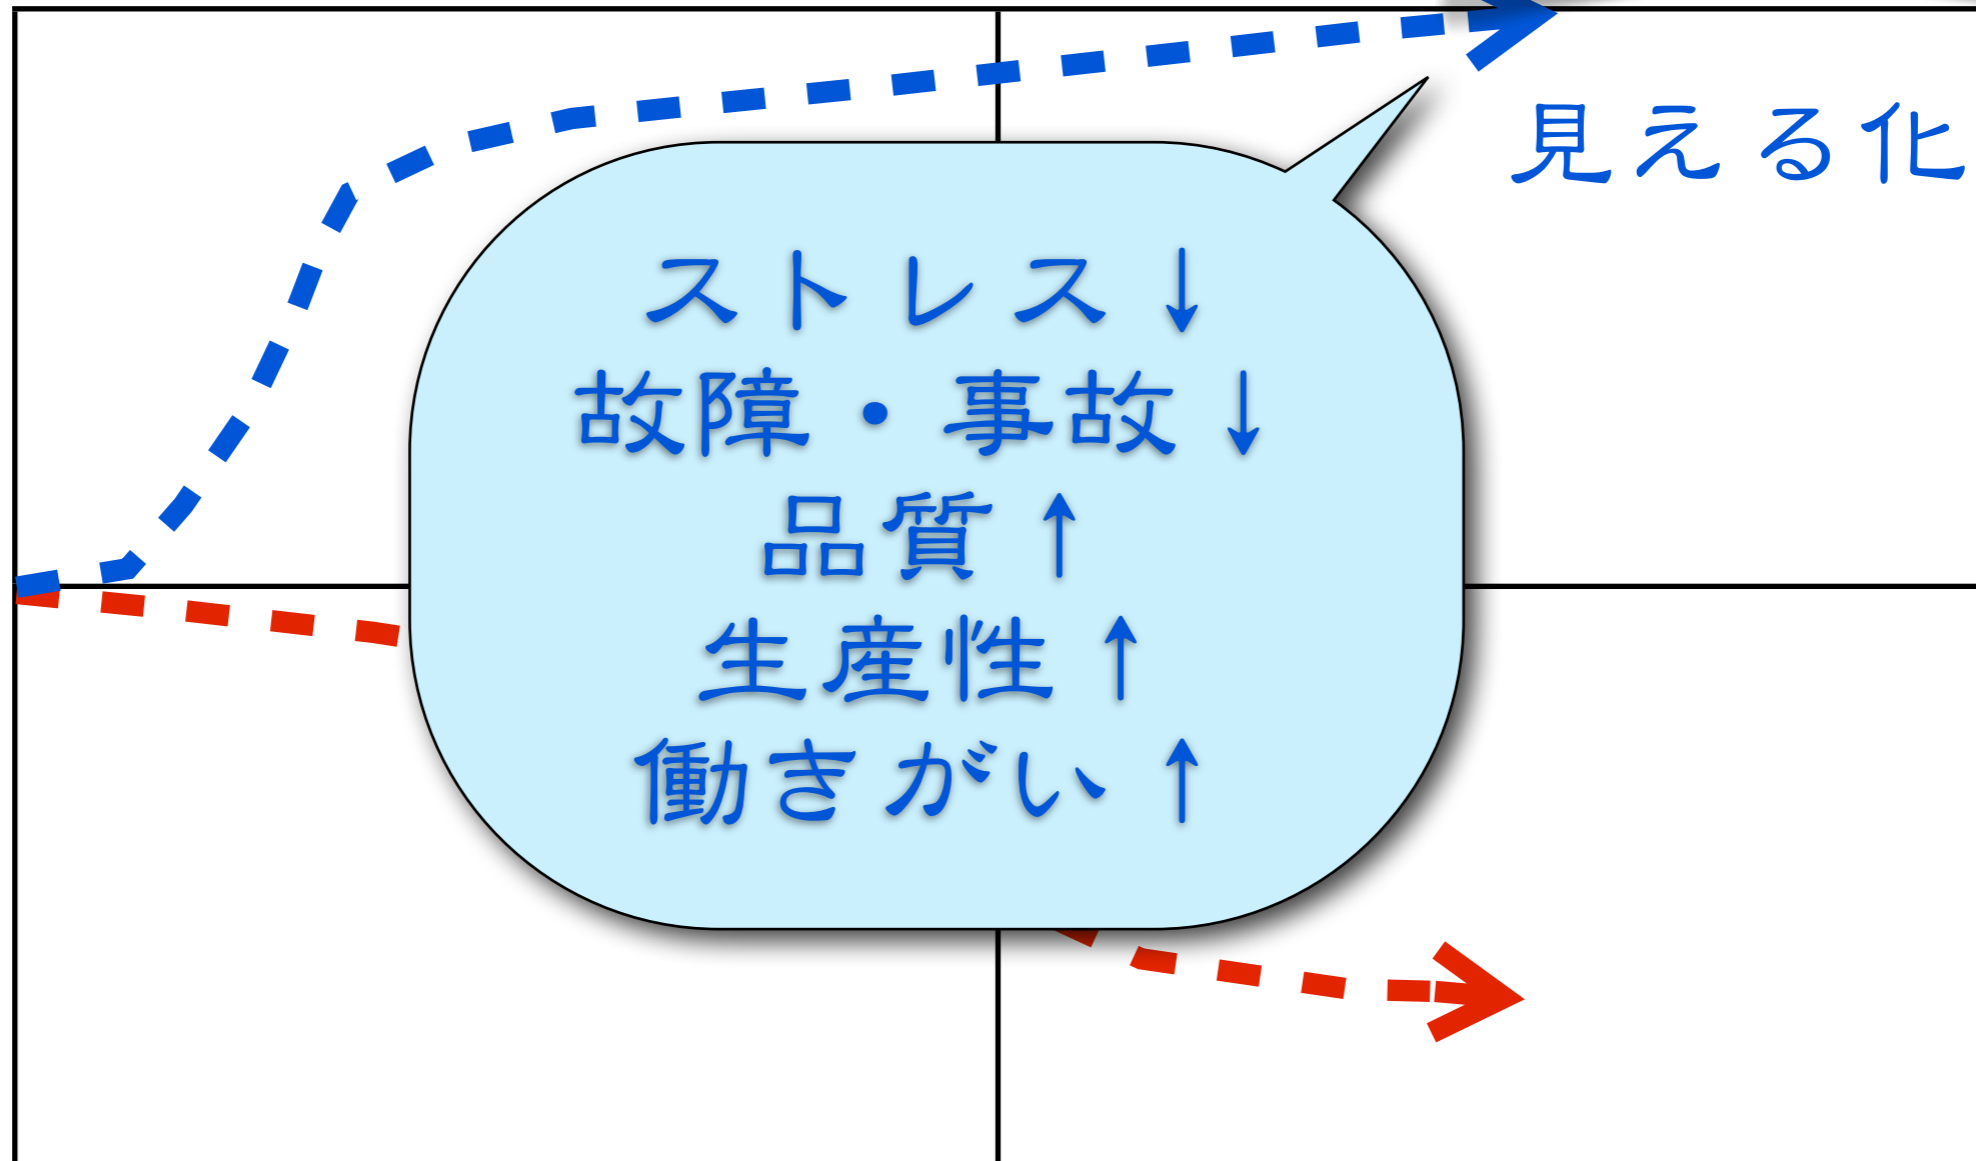 見える化
ストレス↓
故障・事故↓
品質↑
生産性↑
働きがい↑